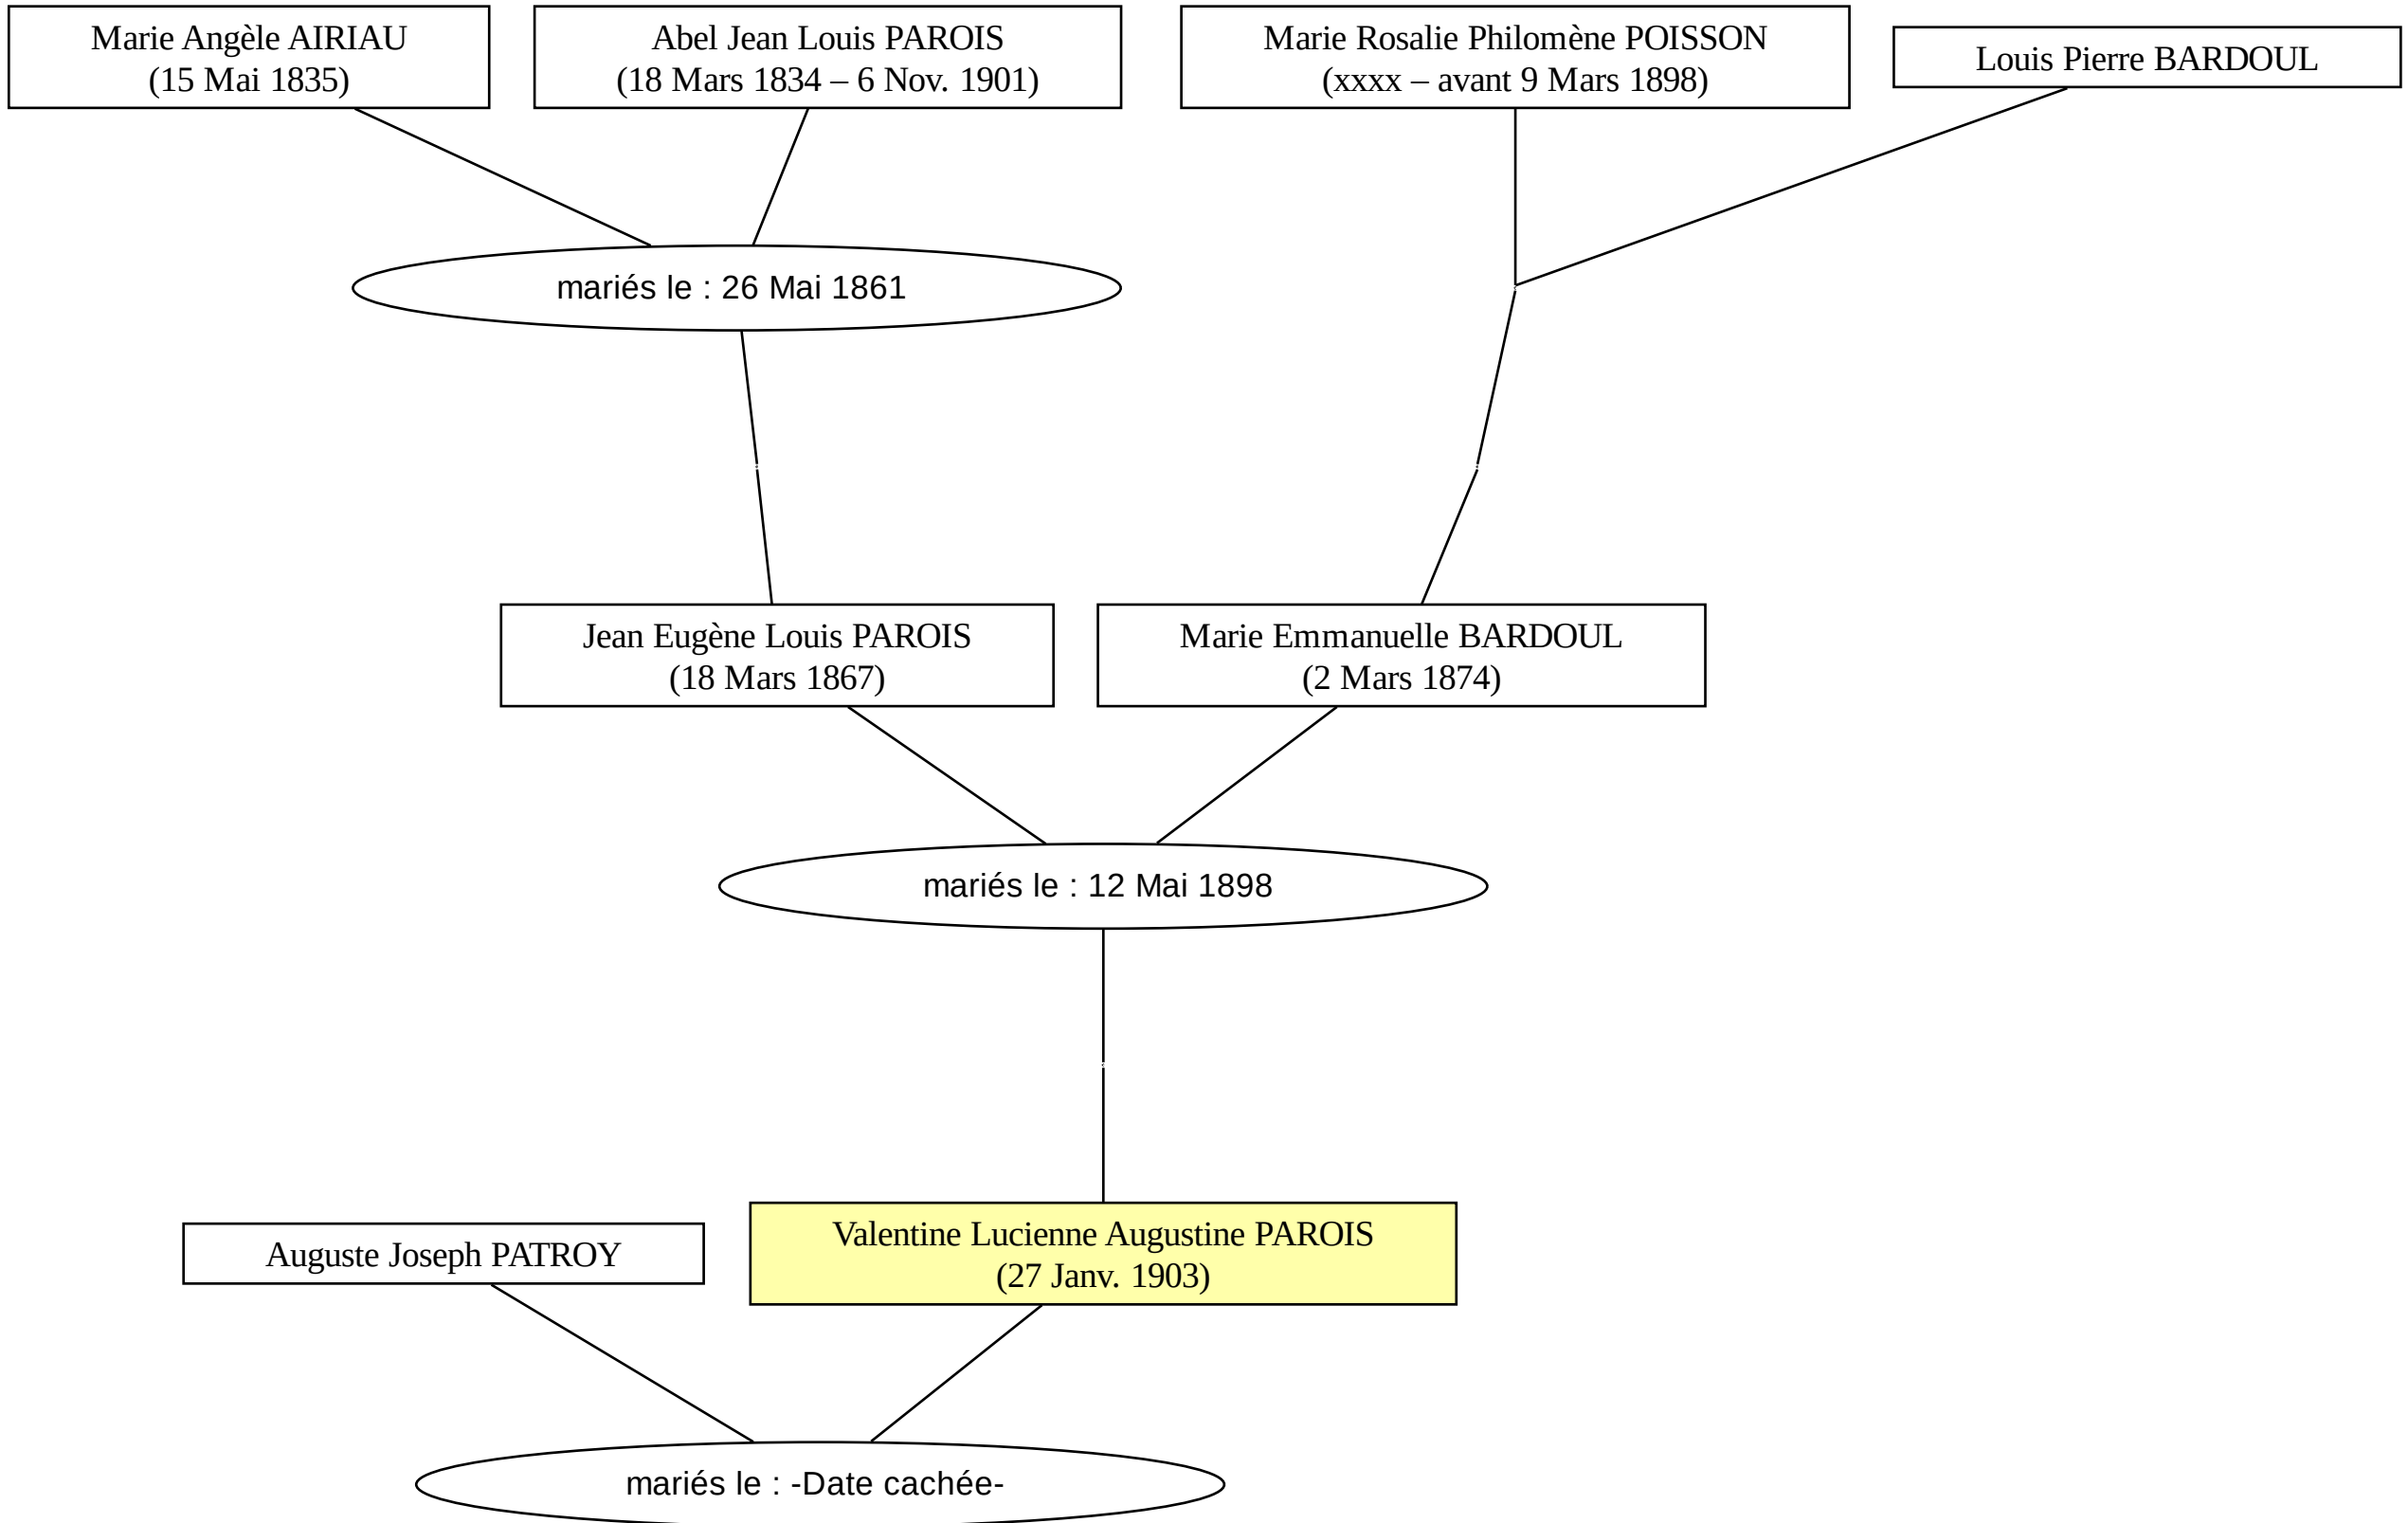 Marie Angèle AIRIAU
(15 Mai 1835)
Abel Jean Louis PAROIS
(18 Mars 1834 – 6 Nov. 1901)
Marie Rosalie Philomène POISSON
(xxxx – avant 9 Mars 1898)
Louis Pierre BARDOUL
mariés le : 26 Mai 1861
Jean Eugène Louis PAROIS
(18 Mars 1867)
Marie Emmanuelle BARDOUL
(2 Mars 1874)
mariés le : 12 Mai 1898
Auguste Joseph PATROY
Valentine Lucienne Augustine PAROIS
(27 Janv. 1903)
mariés le : -Date cachée-